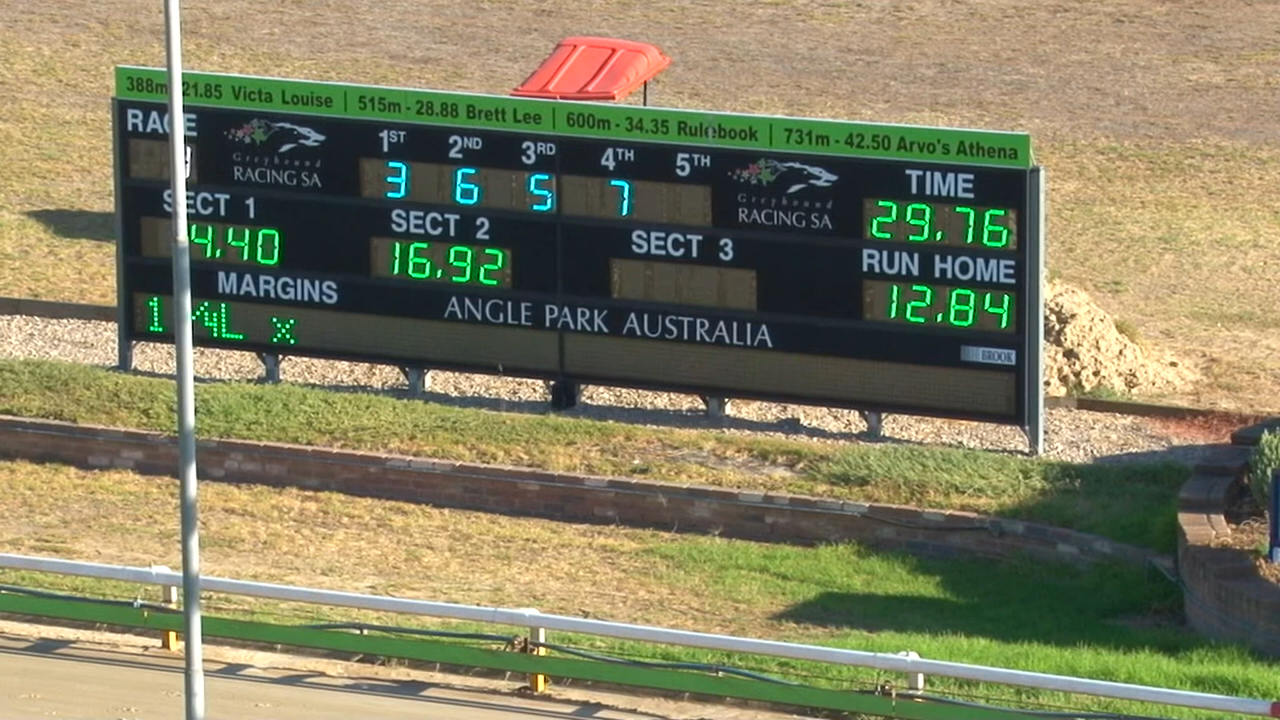 388m 21.85 Victa Louise | 515m - 28.88 Brett Lee | 600m - 34.35 Rulebook | 731m - 42.50 Arvo's Athena
RACE
Greyhound
RACING SA
1ST 2ND 3RD 4TH 5TH
3 6 5 7
Greyhound
RACING SA
TIME
29.76
SECT 1
4.40
SECT 2
16.92
SECT 3
RUN HOME
12.84
MARGINS
1 4L x
ANGLE PARK AUSTRALIA
BROOK